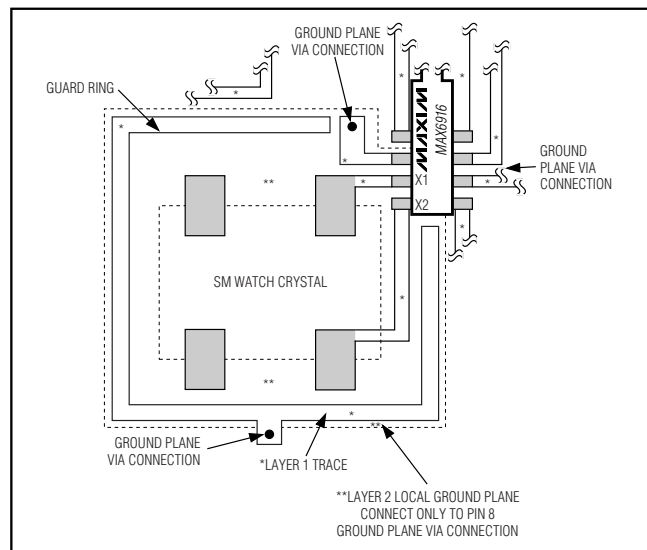 GROUND PLANE
VIA CONNECTION
GUARD RING
*
*
*
*
*
MAXIM
MAX6916
*
GROUND
PLANE VIA
CONNECTION
**
*
*
X1
*
X2
*
SM WATCH CRYSTAL
*
**
*
**
GROUND PLANE
VIA CONNECTION
*LAYER 1 TRACE
**LAYER 2 LOCAL GROUND PLANE
CONNECT ONLY TO PIN 8
GROUND PLANE VIA CONNECTION